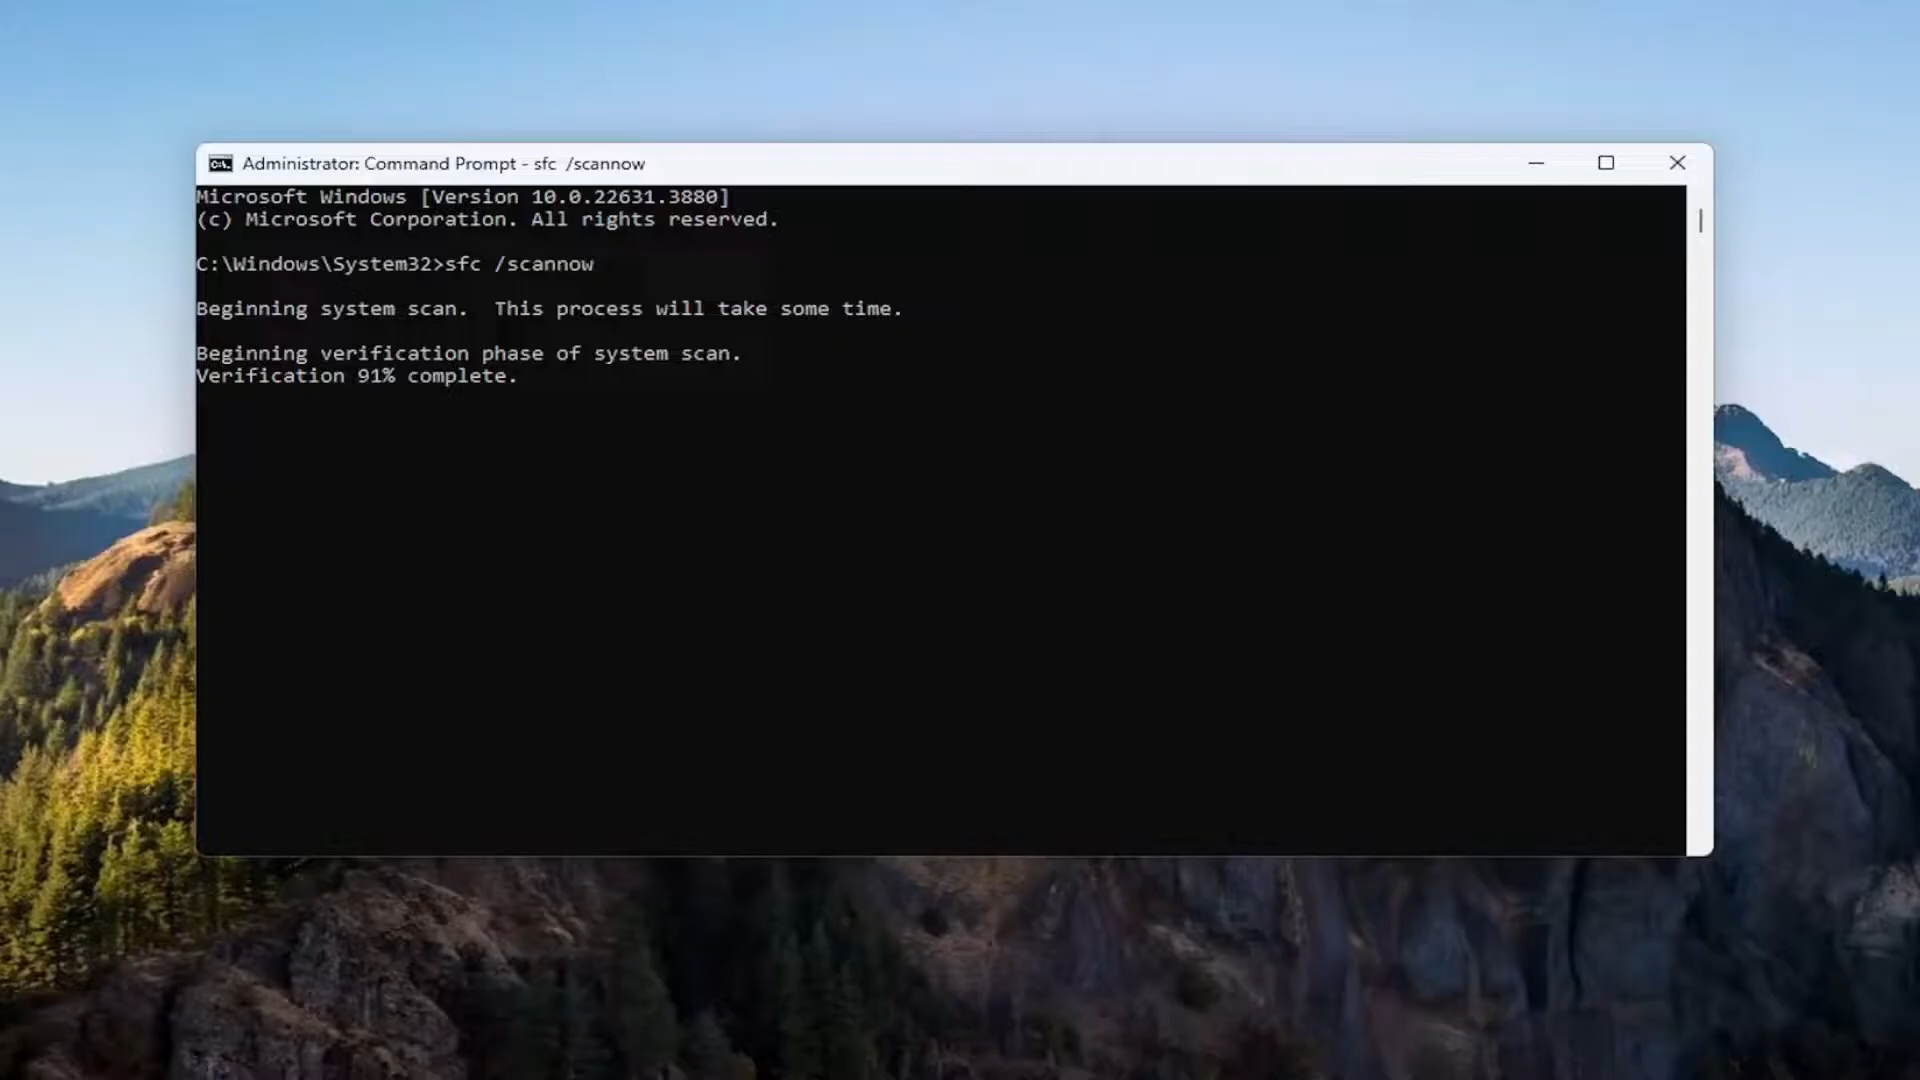 Administrator: Command Prompt - sfc  /scannow
Microsoft Windows [Version 10.0.22631.3880]
(c) Microsoft Corporation. All rights reserved.
C:\Windows\System32>sfc /scannow
Beginning system scan.  This process will take some time.
Beginning verification phase of system scan.
Verification 91% complete.